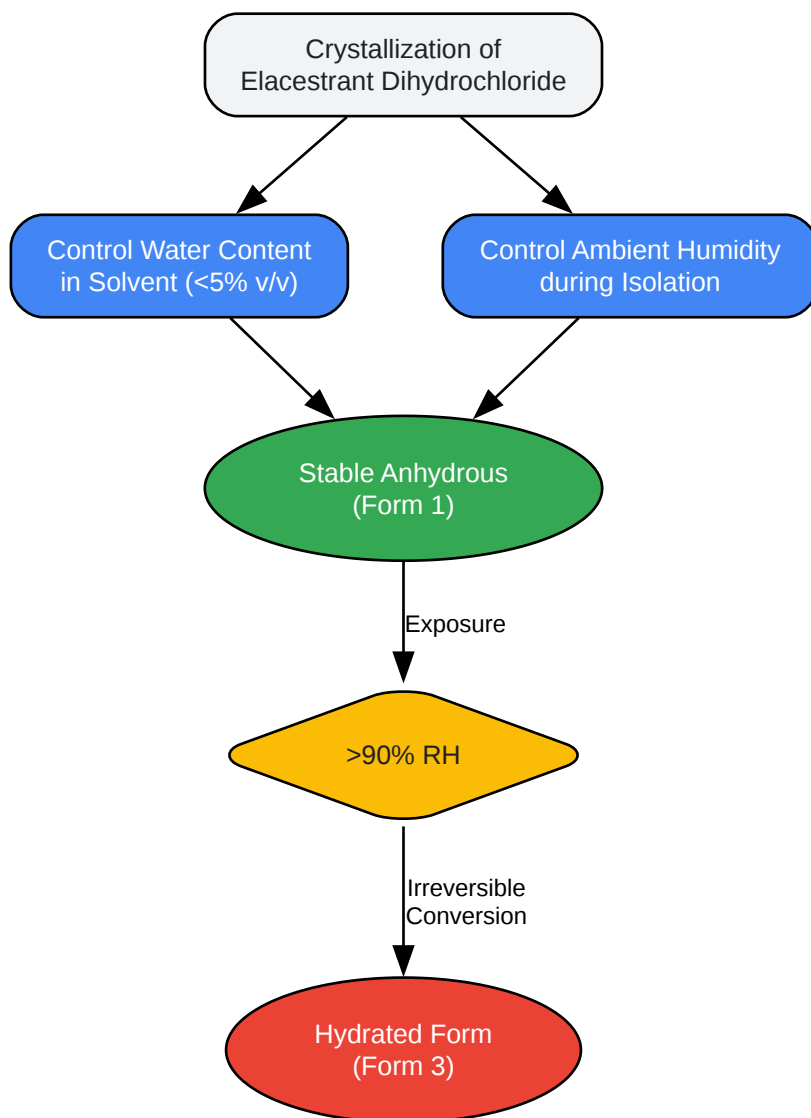 Crystallization of
Elacestrant Dihydrochloride
Control Water Content
in Solvent (<5% v/v)
Control Ambient Humidity
during Isolation
Stable Anhydrous
(Form 1)
Exposure
>90% RH
Irreversible
Conversion
Hydrated Form
(Form 3)